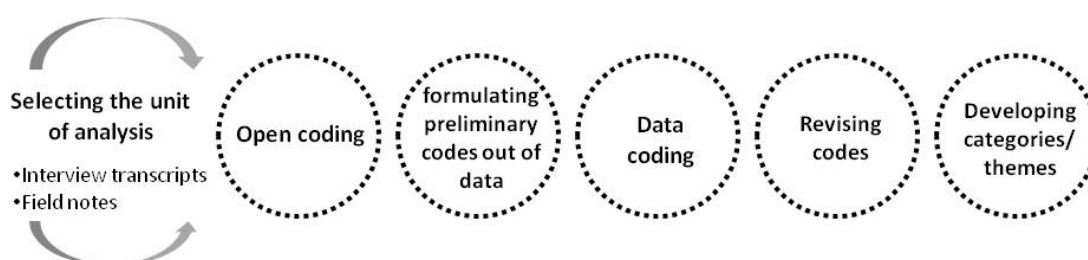 Selecting the unit
of analysis
•Interview transcripts
•Field notes
Open coding
formulating
preliminary
codes out of
data
Data
coding
Revising
codes
Developing
categories/
themes